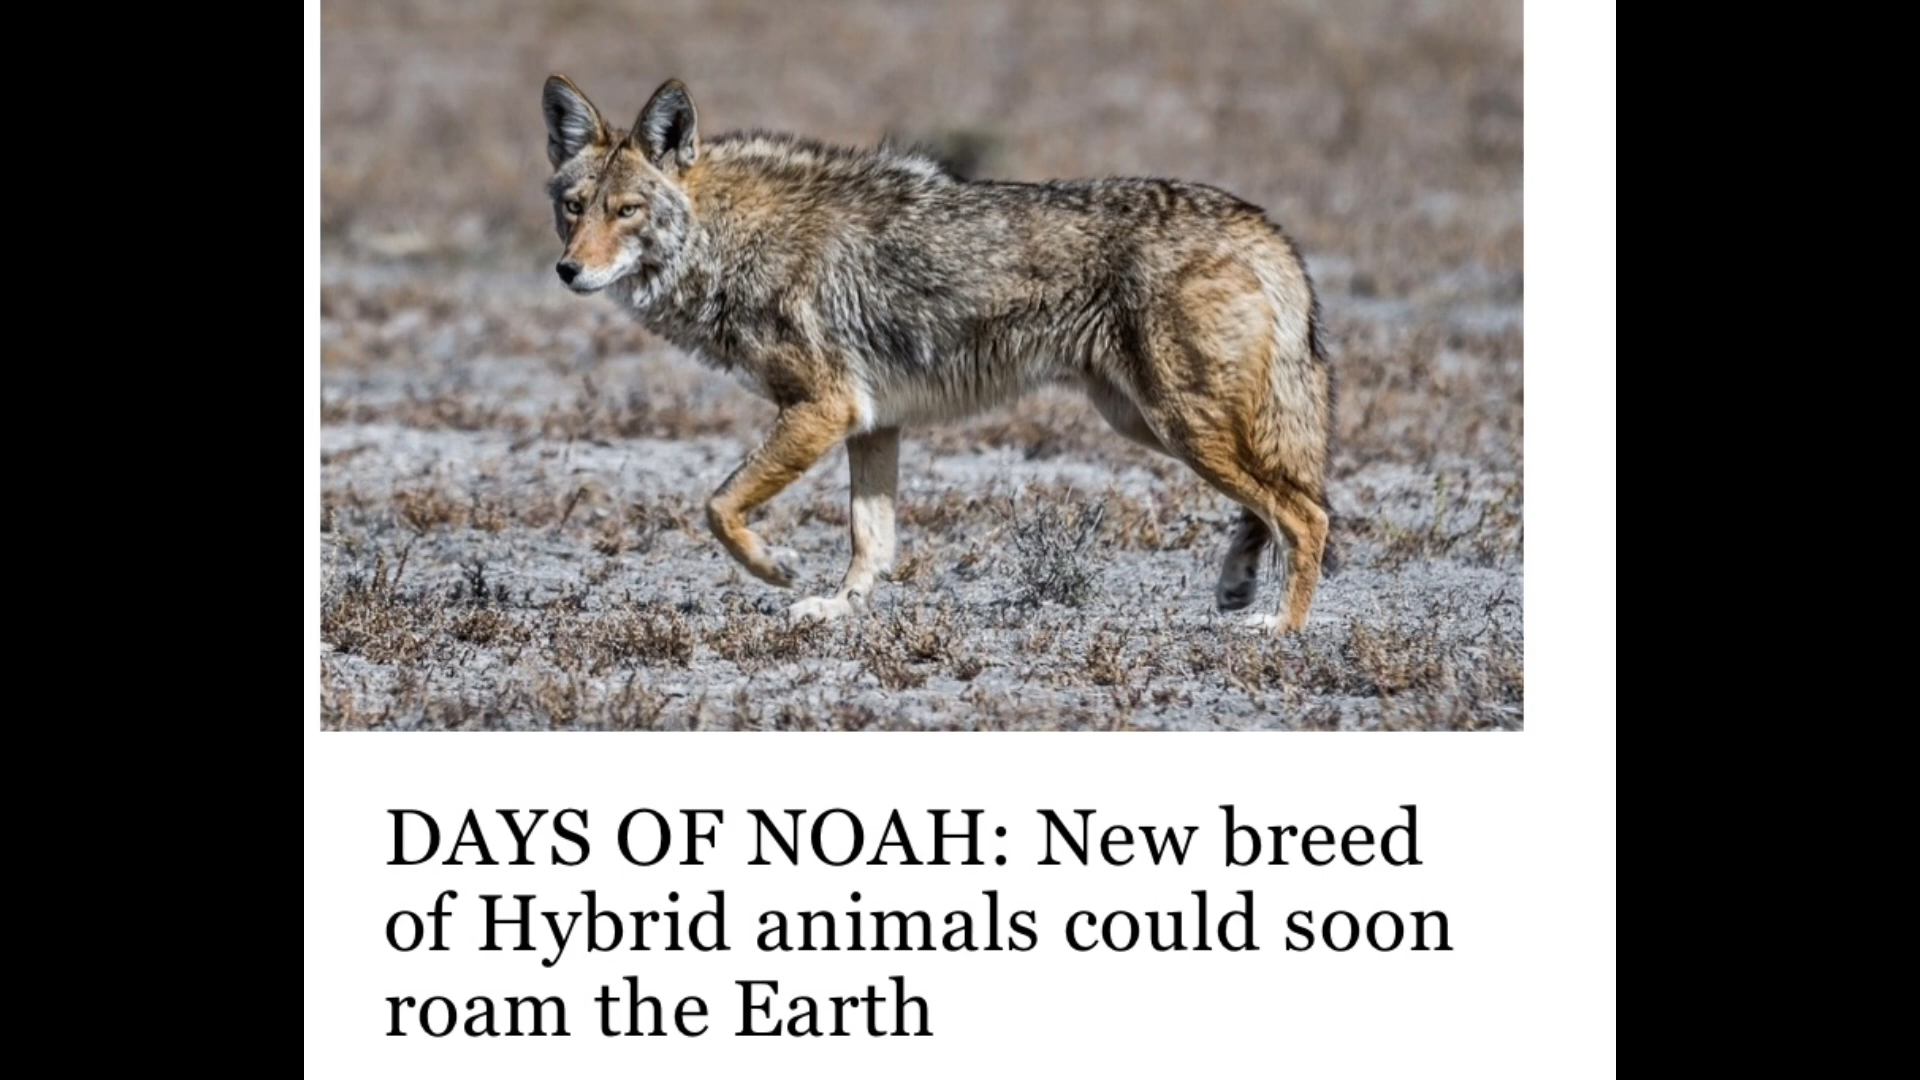 DAYS OF NOAH: New breed
of Hybrid animals could soon
roam the Earth